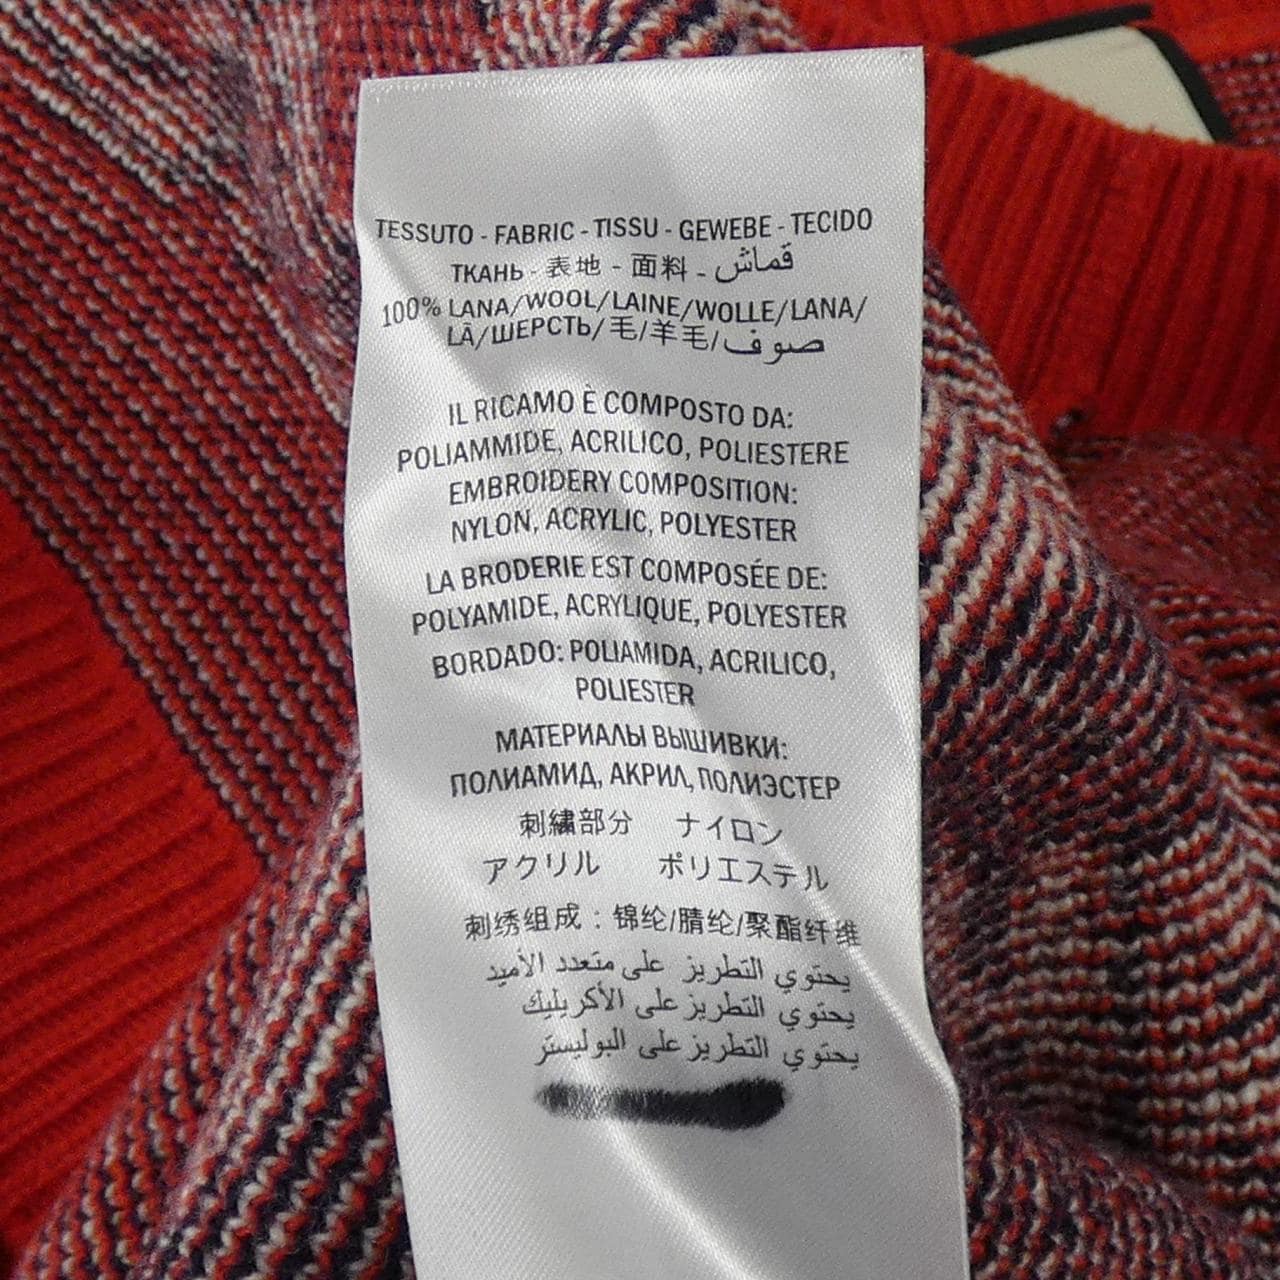 TESSUTO - FABRIC - TISSU - GEWEBE - TECIDO
ТКАНЬ - 表地 - 面料 - قماش
100% LANA/WOOL/LAINE/WOLLE/LANA/
LÃ/ШЕРСТЬ/毛/羊毛/صوف
IL RICAMO È COMPOSTO DA:
POLIAMMIDE, ACRILICO, POLIESTERE
EMBROIDERY COMPOSITION:
NYLON, ACRYLIC, POLYESTER
LA BRODERIE EST COMPOSÉE DE:
POLYAMIDE, ACRYLIQUE, POLYESTER
BORDADO: POLIAMIDA, ACRILICO,
POLIESTER
МАТЕРИАЛЫ ВЫШИВКИ:
ПОЛИАМИД, АКРИЛ, ПОЛИЭСТЕР
刺繍部分 ナイロン
アクリル ポリエステル
刺绣组成：锦纶/腈纶/聚酯纤维
يحتوي التطريز على متعدد الأميد
يحتوي التطريز على الأكريليك
يحتوي التطريز على البوليستر